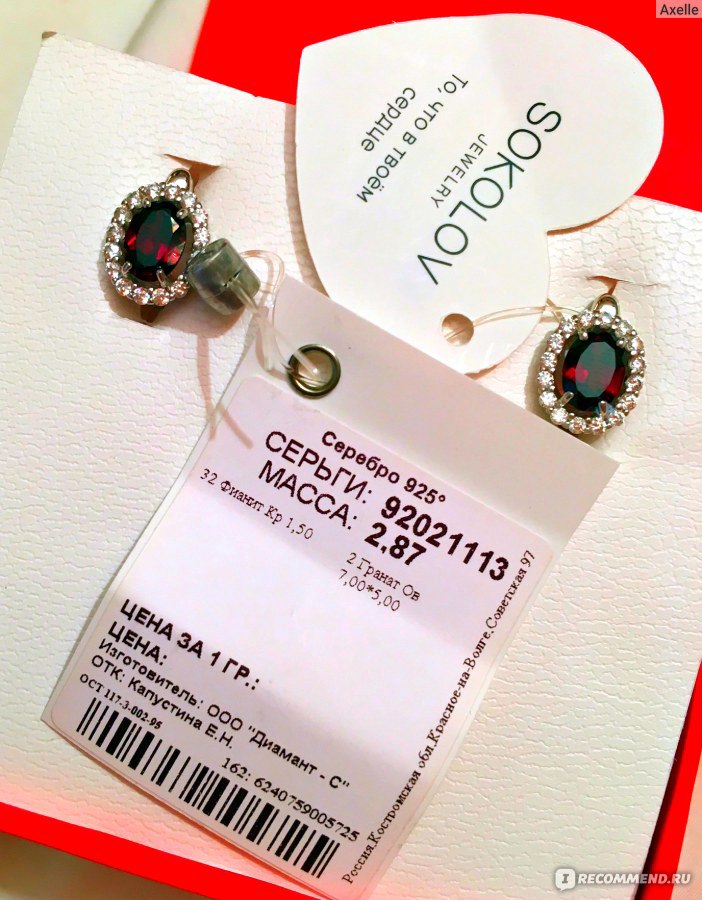 Axelle
SOKOLOV
JEWELRY
То, что в твоём
сердце
Серебро 925°
СЕРЬГИ: 92021113
МАССА: 2,87
32 Фианит Кр 1,50
2 Гранат Ов
7,00*5,00
ЦЕНА ЗА 1 ГР.:
ЦЕНА:
Изготовитель: ООО "Диамант - С"
ОТК: Капустина Е.Н.
ОСТ 117-3-002-95
162: 6240759005725
Россия,Костромская обл,Красное-на-Волге,Советская 97
I RECOMMEND.RU